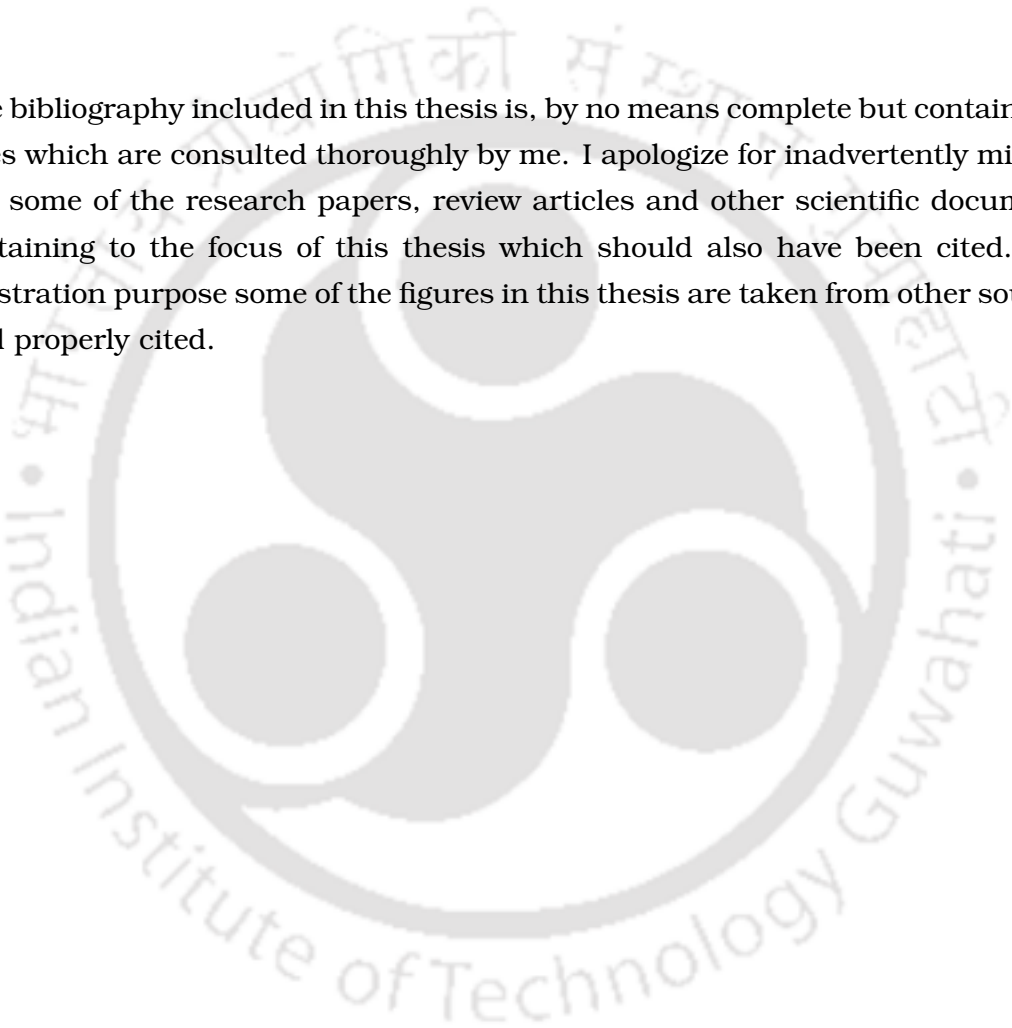 e bibliography included in this thesis is, by no means complete but contain
es which are consulted thoroughly by me. I apologize for inadvertently mi
some of the research papers, review articles and other scientific docum
taining to the focus of this thesis which should also have been cited.
stration purpose some of the figures in this thesis are taken from other sou
d properly cited.
भारतीय प्रौद्योगिकी संस्थान गुवाहाटी
Indian Institute of Technology Guwahati